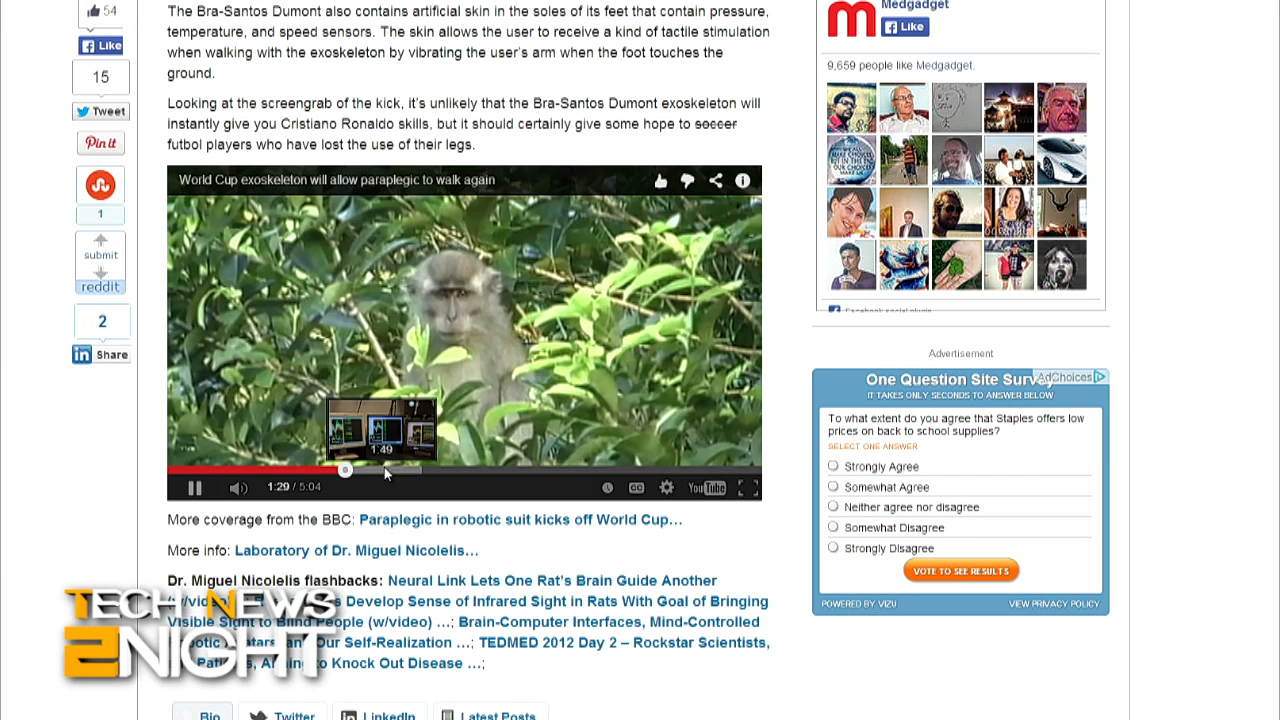 54
Like
15
Tweet
Pin it
1
submit
reddit
2
in Share
The Bra-Santos Dumont also contains artificial skin in the soles of its feet that contain pressure,
temperature, and speed sensors. The skin allows the user to receive a kind of tactile stimulation
when walking with the exoskeleton by vibrating the user's arm when the foot touches the
ground.
Looking at the screengrab of the kick, it's unlikely that the Bra-Santos Dumont exoskeleton will
instantly give you Cristiano Ronaldo skills, but it should certainly give some hope to soccer
futbol players who have lost the use of their legs.
World Cup exoskeleton will allow paraplegic to walk again
1:49
1:29 / 5:04
CC
YouTube
More coverage from the BBC: Paraplegic in robotic suit kicks off World Cup…
More info: Laboratory of Dr. Miguel Nicolelis…
Dr. Miguel Nicolelis flashbacks: Neural Link Lets One Rat's Brain Guide Another
Develop Sense of Infrared Sight in Rats With Goal of Bringing
Visible Sight to Blind People (w/video) …; Brain-Computer Interfaces, Mind-Controlled
Our Self-Realization …; TEDMED 2012 Day 2 – Rockstar Scientists,
to Knock Out Disease …;
TECH NEWS
2NIGHT
Bio
Twitter
LinkedIn
Latest Posts
m
Medgadget
Like
9,659 people like Medgadget.
Facebook social plugin
Advertisement
One Question Site Survey
AdChoices
IT TAKES ONLY SECONDS TO ANSWER BELOW
To what extent do you agree that Staples offers low
prices on back to school supplies?
SELECT ONE ANSWER
Strongly Agree
Somewhat Agree
Neither agree nor disagree
Somewhat Disagree
Strongly Disagree
VOTE TO SEE RESULTS
POWERED BY VIZU
VIEW PRIVACY POLICY